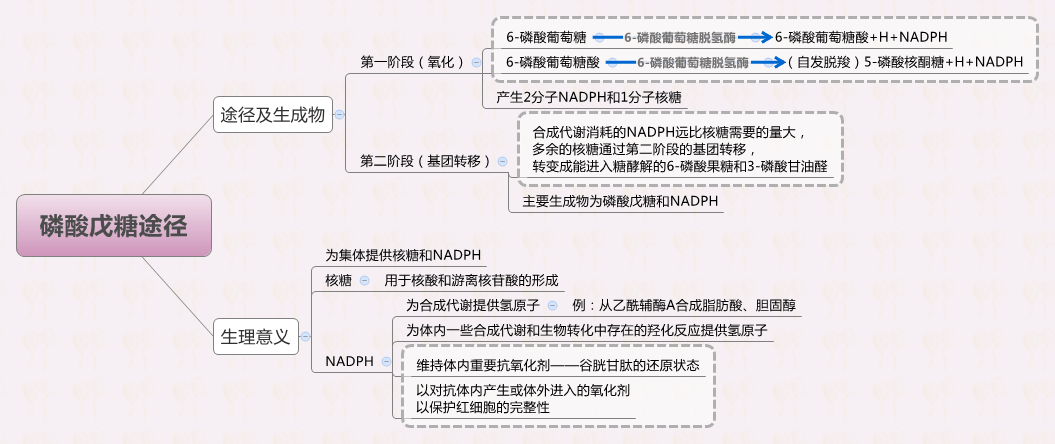 磷酸戊糖途径
途径及生成物
第一阶段（氧化）
6-磷酸葡萄糖 6-磷酸葡萄糖脱氢酶 6-磷酸葡萄糖酸+H+NADPH
6-磷酸葡萄糖酸 6-磷酸葡萄糖脱氢酶 （自发脱羧）5-磷酸核酮糖+H+NADPH
产生2分子NADPH和1分子核糖
第二阶段（基团转移）
合成代谢消耗的NADPH远比核糖需要的量大，
多余的核糖通过第二阶段的基团转移，
转变成能进入糖酵解的6-磷酸果糖和3-磷酸甘油醛
主要生成物为磷酸戊糖和NADPH
生理意义
为集体提供核糖和NADPH
核糖 用于核酸和游离核苷酸的形成
NADPH
为合成代谢提供氢原子 例：从乙酰辅酶A合成脂肪酸、胆固醇
为体内一些合成代谢和生物转化中存在的羟化反应提供氢原子
维持体内重要抗氧化剂——谷胱甘肽的还原状态
以对抗体内产生或体外进入的氧化剂
以保护红细胞的完整性